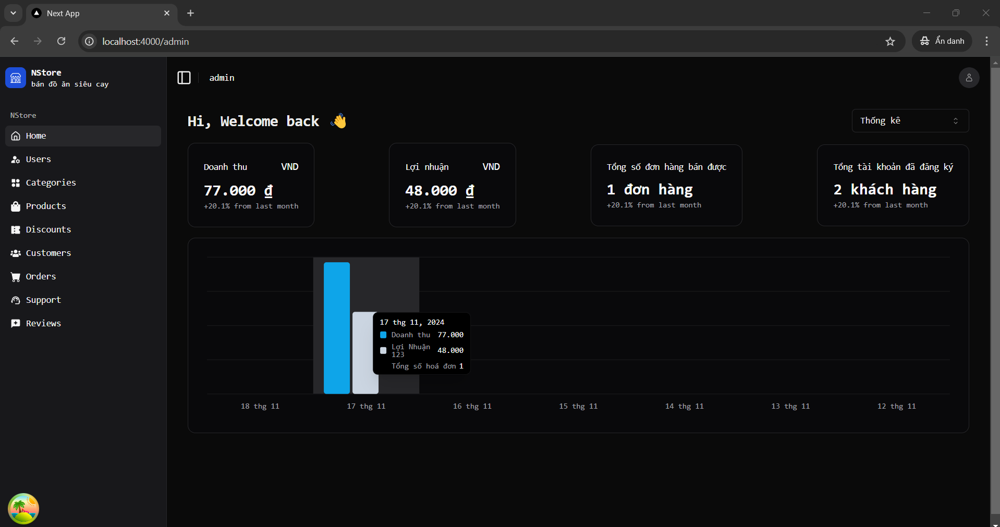 Next App
localhost:4000/admin
Ẩn danh
NStore
bán đồ ăn siêu cay
admin
NStore
Home
Users
Categories
Products
Discounts
Customers
Orders
Support
Reviews
Hi, Welcome back 👋
Thống kê
Doanh thu VND
77.000 ₫
+20.1% from last month
Lợi nhuận VND
48.000 ₫
+20.1% from last month
Tổng số đơn hàng bán được
1 đơn hàng
+20.1% from last month
Tổng tài khoản đã đăng ký
2 khách hàng
+20.1% from last month
17 thg 11, 2024
Doanh thu 77.000
Lợi Nhuận
123
48.000
Tổng số hoá đơn 1
18 thg 11
17 thg 11
16 thg 11
15 thg 11
14 thg 11
13 thg 11
12 thg 11